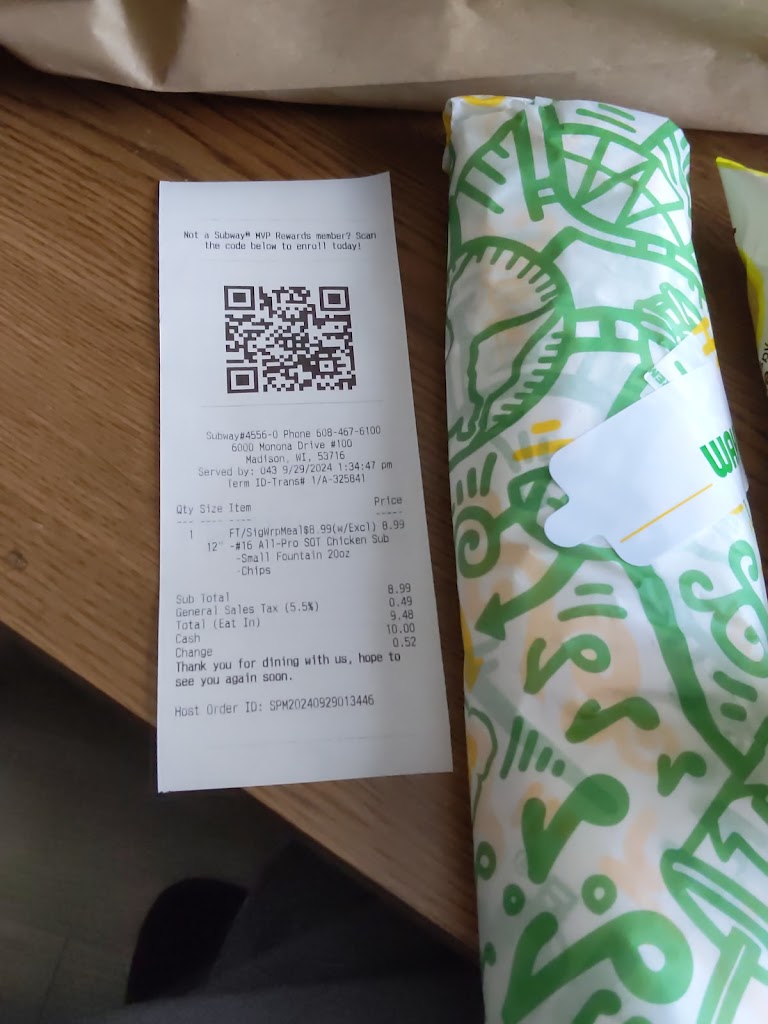 Not a Subway® MVP Rewards member? Scan
the code below to enroll today!
Subway#4556-0 Phone 608-467-6100
6000 Monona Drive #100
Madison, WI, 53716
Served by: 043 9/29/2024 1:34:47 pm
Term ID-Trans# 1/A-325841
Qty Size Item Price
--- ---- ---- -----
1 FT/SigWrpMeal$8.99(w/Excl) 8.99
12" -#16 All-Pro SOT Chicken Sub
-Small Fountain 20oz
-Chips
Sub Total 8.99
General Sales Tax (5.5%) 0.49
Total (Eat In) 9.48
Cash 10.00
Change 0.52
Thank you for dining with us, hope to
see you again soon.
Host Order ID: SPM20240929013446